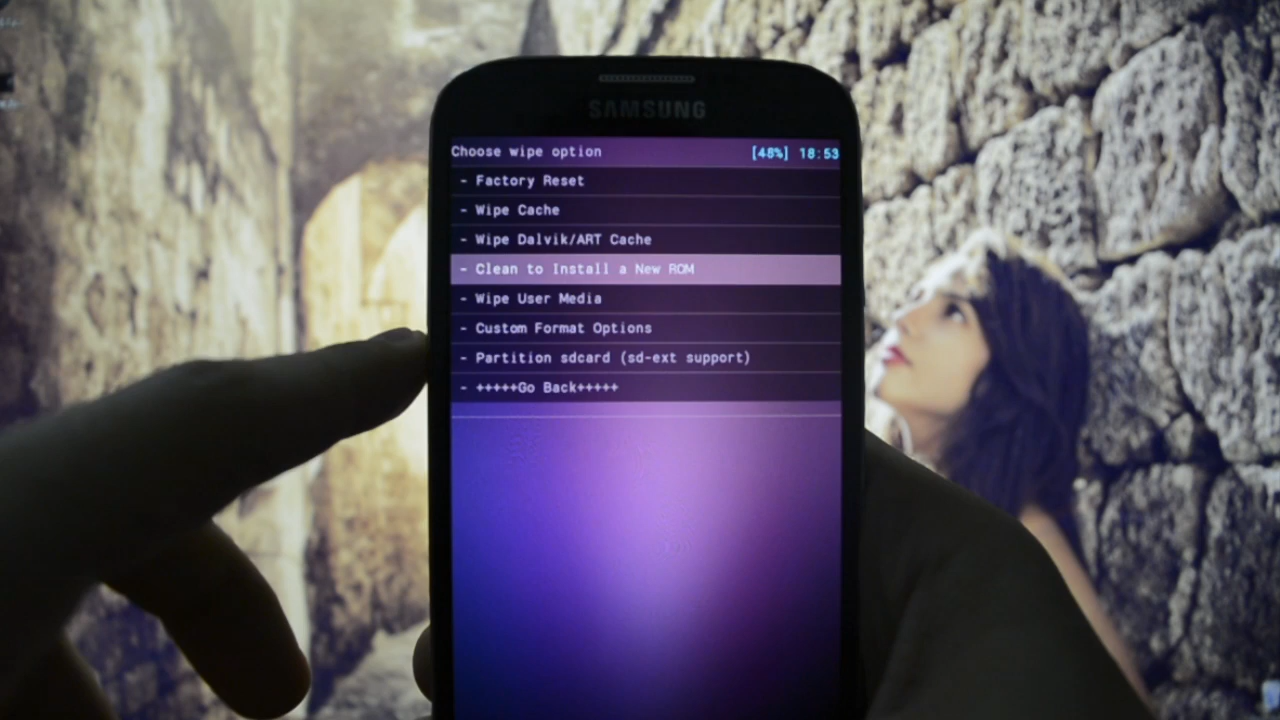 SAMSUNG
Choose wipe option [48%] 18:53
- Factory Reset
- Wipe Cache
- Wipe Dalvik/ART Cache
- Clean to Install a New ROM
- Wipe User Media
- Custom Format Options
- Partition sdcard (sd-ext support)
- +++++Go Back+++++